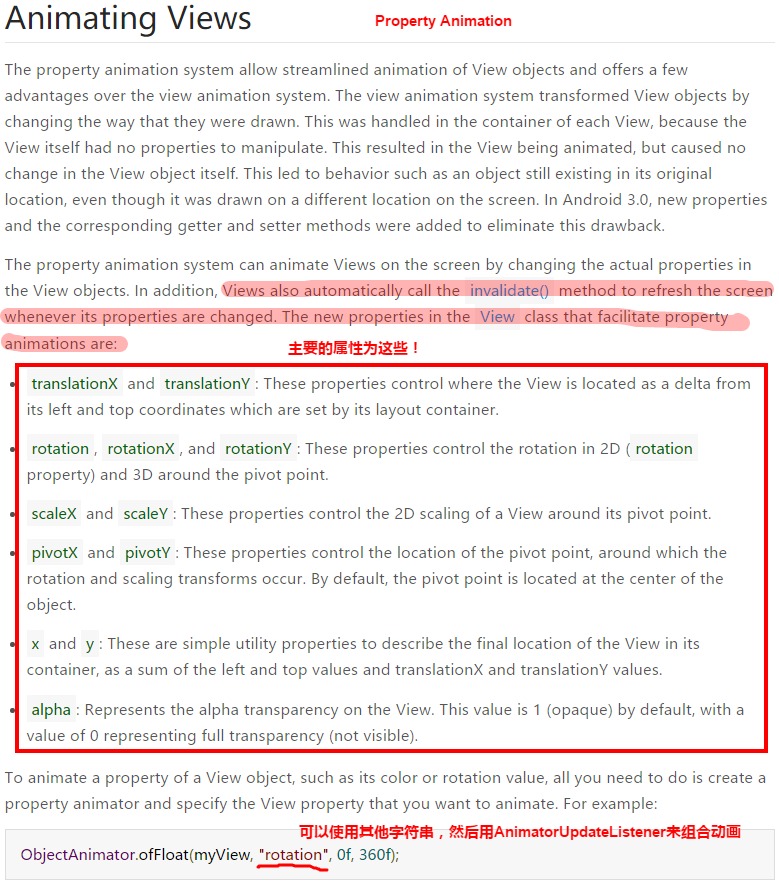 Animating Views
Property Animation
The property animation system allow streamlined animation of View objects and offers a few
advantages over the view animation system. The view animation system transformed View objects by
changing the way that they were drawn. This was handled in the container of each View, because the
View itself had no properties to manipulate. This resulted in the View being animated, but caused no
change in the View object itself. This led to behavior such as an object still existing in its original
location, even though it was drawn on a different location on the screen. In Android 3.0, new properties
and the corresponding getter and setter methods were added to eliminate this drawback.
The property animation system can animate Views on the screen by changing the actual properties in
the View objects. In addition, Views also automatically call the invalidate() method to refresh the screen
whenever its properties are changed. The new properties in the View class that facilitate property
animations are:
主要的属性为这些！
translationX and translationY : These properties control where the View is located as a delta from
its left and top coordinates which are set by its layout container.
rotation , rotationX , and rotationY : These properties control the rotation in 2D ( rotation
property) and 3D around the pivot point.
scaleX and scaleY : These properties control the 2D scaling of a View around its pivot point.
pivotX and pivotY : These properties control the location of the pivot point, around which the
rotation and scaling transforms occur. By default, the pivot point is located at the center of the
object.
x and y : These are simple utility properties to describe the final location of the View in its
container, as a sum of the left and top values and translationX and translationY values.
alpha : Represents the alpha transparency on the View. This value is 1 (opaque) by default, with a
value of 0 representing full transparency (not visible).
To animate a property of a View object, such as its color or rotation value, all you need to do is create a
property animator and specify the View property that you want to animate. For example:
可以使用其他字符串，然后用AnimatorUpdateListener未组合动画
ObjectAnimator.ofFloat(myView, "rotation", 0f, 360f);